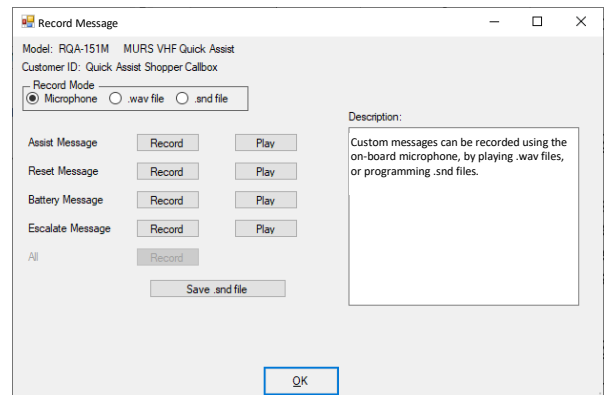 Record Message
Model: RQA-151M MURS VHF Quick Assist
Customer ID: Quick Assist Shopper Callbox
Record Mode
Microphone .wav file .snd file
Description:
Custom messages can be recorded using the
on-board microphone, by playing .wav files,
or programming .snd files.
Assist Message Record Play
Reset Message Record Play
Battery Message Record Play
Escalate Message Record Play
All Record
Save .snd file
OK